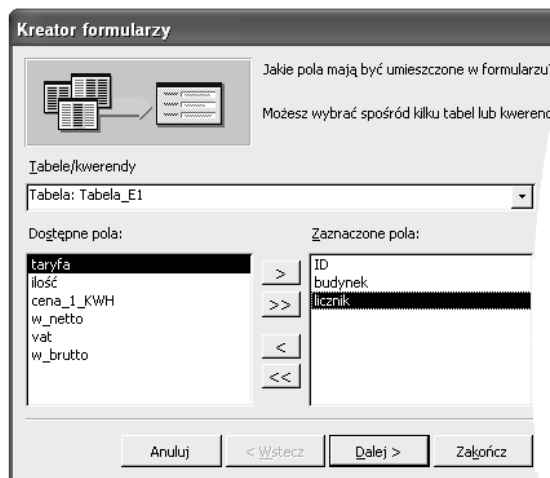 Kreator formularzy
Jakie pola mają być umieszczone w formularzu?
Możesz wybrać spośród kilku tabel lub kwerend
Tabele/kwerendy
Tabela: Tabela_E1
Dostępne pola:
taryfa
ilość
cena_1_KWH
w_netto
vat
w_brutto
>
>>
<
<<
Zaznaczone pola:
ID
budynek
licznik
Anuluj
< Wstecz
Dalej >
Zakończ